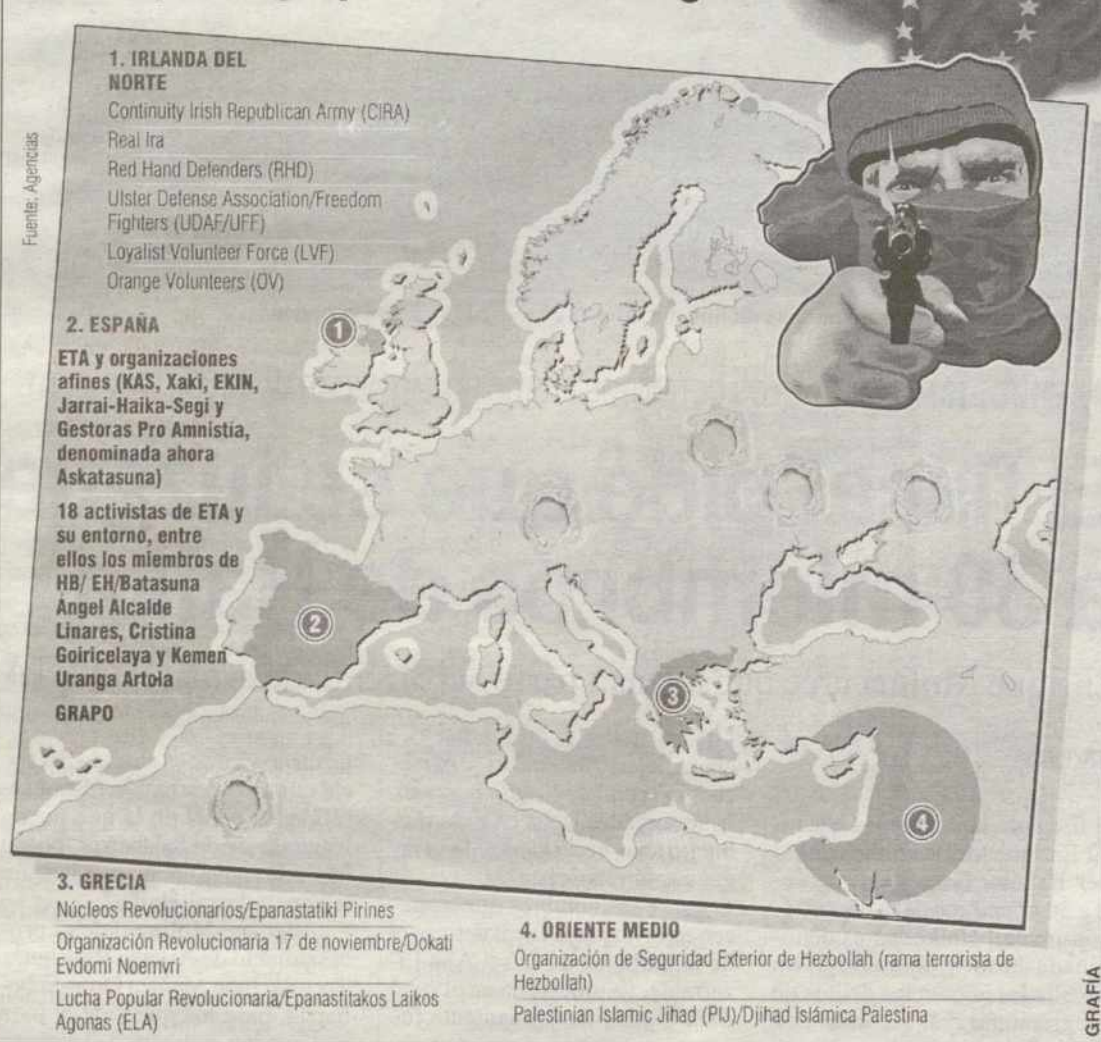 1. IRLANDA DEL
NORTE
Continuity Irish Republican Army (CIRA)
Real Ira
Red Hand Defenders (RHD)
Ulster Defense Association/Freedom
Fighters (UDAF/UFF)
Loyalist Volunteer Force (LVF)
Orange Volunteers (OV)
Fuente: Agencias
2. ESPAÑA
ETA y organizaciones
afines (KAS, Xaki, EKIN,
Jarrai-Haika-Segi y
Gestoras Pro Amnistía,
denominada ahora
Askatasuna)
18 activistas de ETA y
su entorno, entre
ellos los miembros de
HB/ EH/Batasuna
Angel Alcalde
Linares, Cristina
Goiricelaya y Kemen
Uranga Artola
GRAPO
1
2
3
4
3. GRECIA
Núcleos Revolucionarios/Epanastatiki Pirines
Organización Revolucionaria 17 de noviembre/Dokati
Evdomi Noemvri
Lucha Popular Revolucionaria/Epanastitakos Laikos
Agonas (ELA)
4. ORIENTE MEDIO
Organización de Seguridad Exterior de Hezbollah (rama terrorista de
Hezbollah)
Palestinian Islamic Jihad (PIJ)/Djihad Islámica Palestina
GRAFÍA